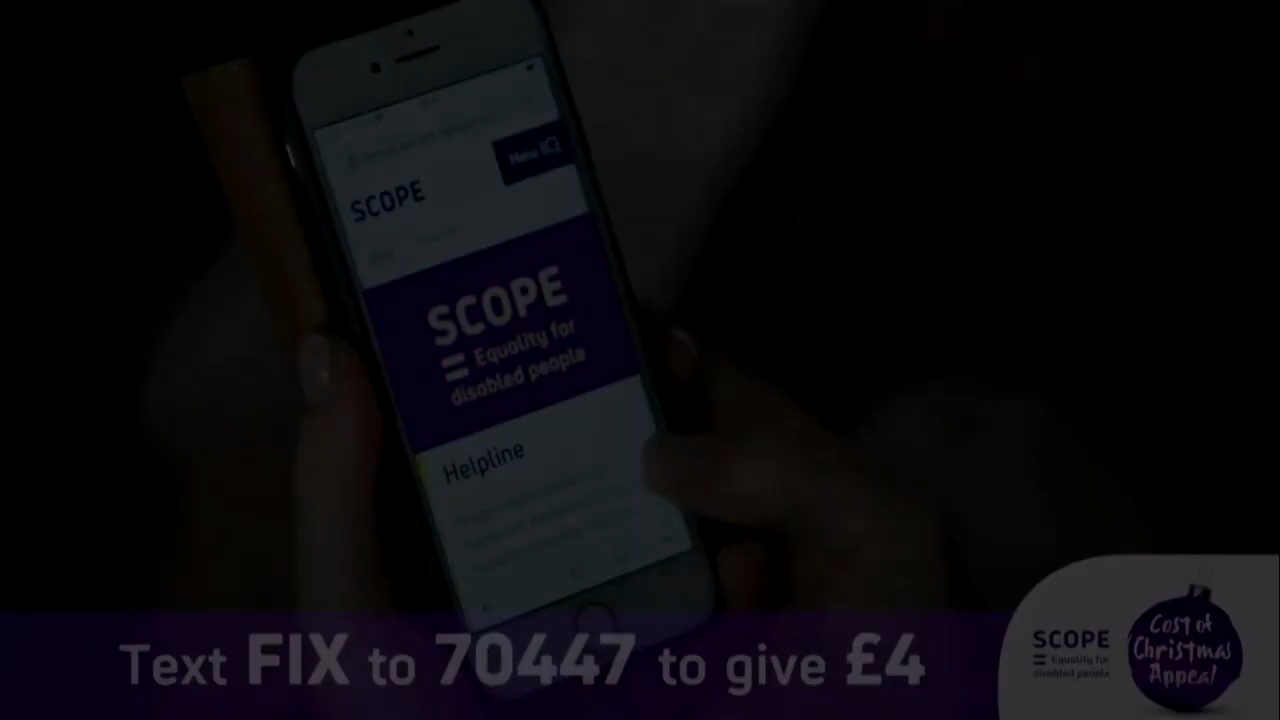 Menu
SCOPE
SCOPE
= Equality for
disabled people
Helpline
Text FIX to 70447 to give £4
SCOPE
= Equality for
disabled people
Cost of
Christmas
Appeal